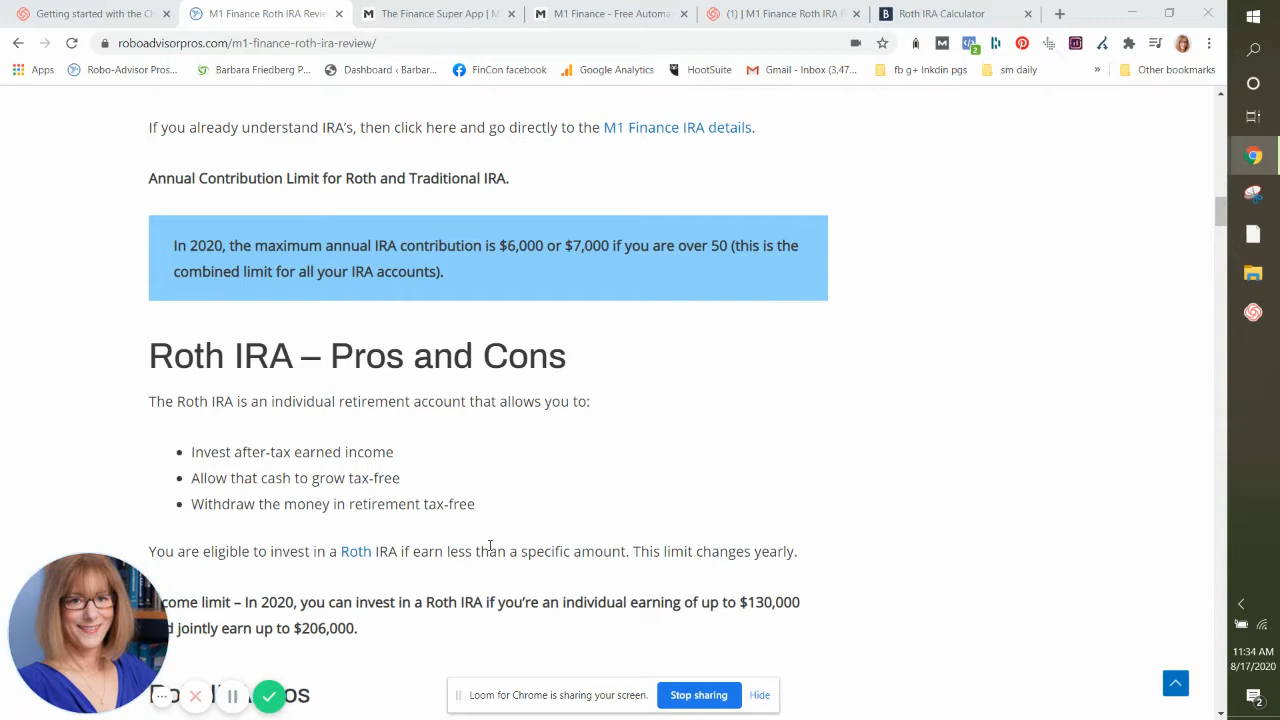 Getting started with the Ch
M1 Finance Roth IRA Revie
The Finance Super App | M
M1 Finance - Free Automa
(1) | M1 Finance Roth IRA F
Roth IRA Calculator
roboadvisorpros.com/m1-finance-roth-ira-review/
2
Apps
Robo-Advisor Pros...
Barbara Friedberg P...
Dashboard ‹ Barbar...
FinCon facebook
Google Analytics
HootSuite
Gmail - Inbox (3,47...
fb g+ lnkdin pgs
sm daily
»
Other bookmarks
If you already understand IRA's, then click here and go directly to the M1 Finance IRA details.
Annual Contribution Limit for Roth and Traditional IRA.
In 2020, the maximum annual IRA contribution is $6,000 or $7,000 if you are over 50 (this is the
combined limit for all your IRA accounts).
Roth IRA – Pros and Cons
The Roth IRA is an individual retirement account that allows you to:
• Invest after-tax earned income
• Allow that cash to grow tax-free
• Withdraw the money in retirement tax-free
You are eligible to invest in a Roth IRA if earn less than a specific amount. This limit changes yearly.
come limit – In 2020, you can invest in a Roth IRA if you're an individual earning of up to $130,000
jointly earn up to $206,000.
Loom for Chrome is sharing your screen.
Stop sharing
Hide
11:34 AM
8/17/2020
2